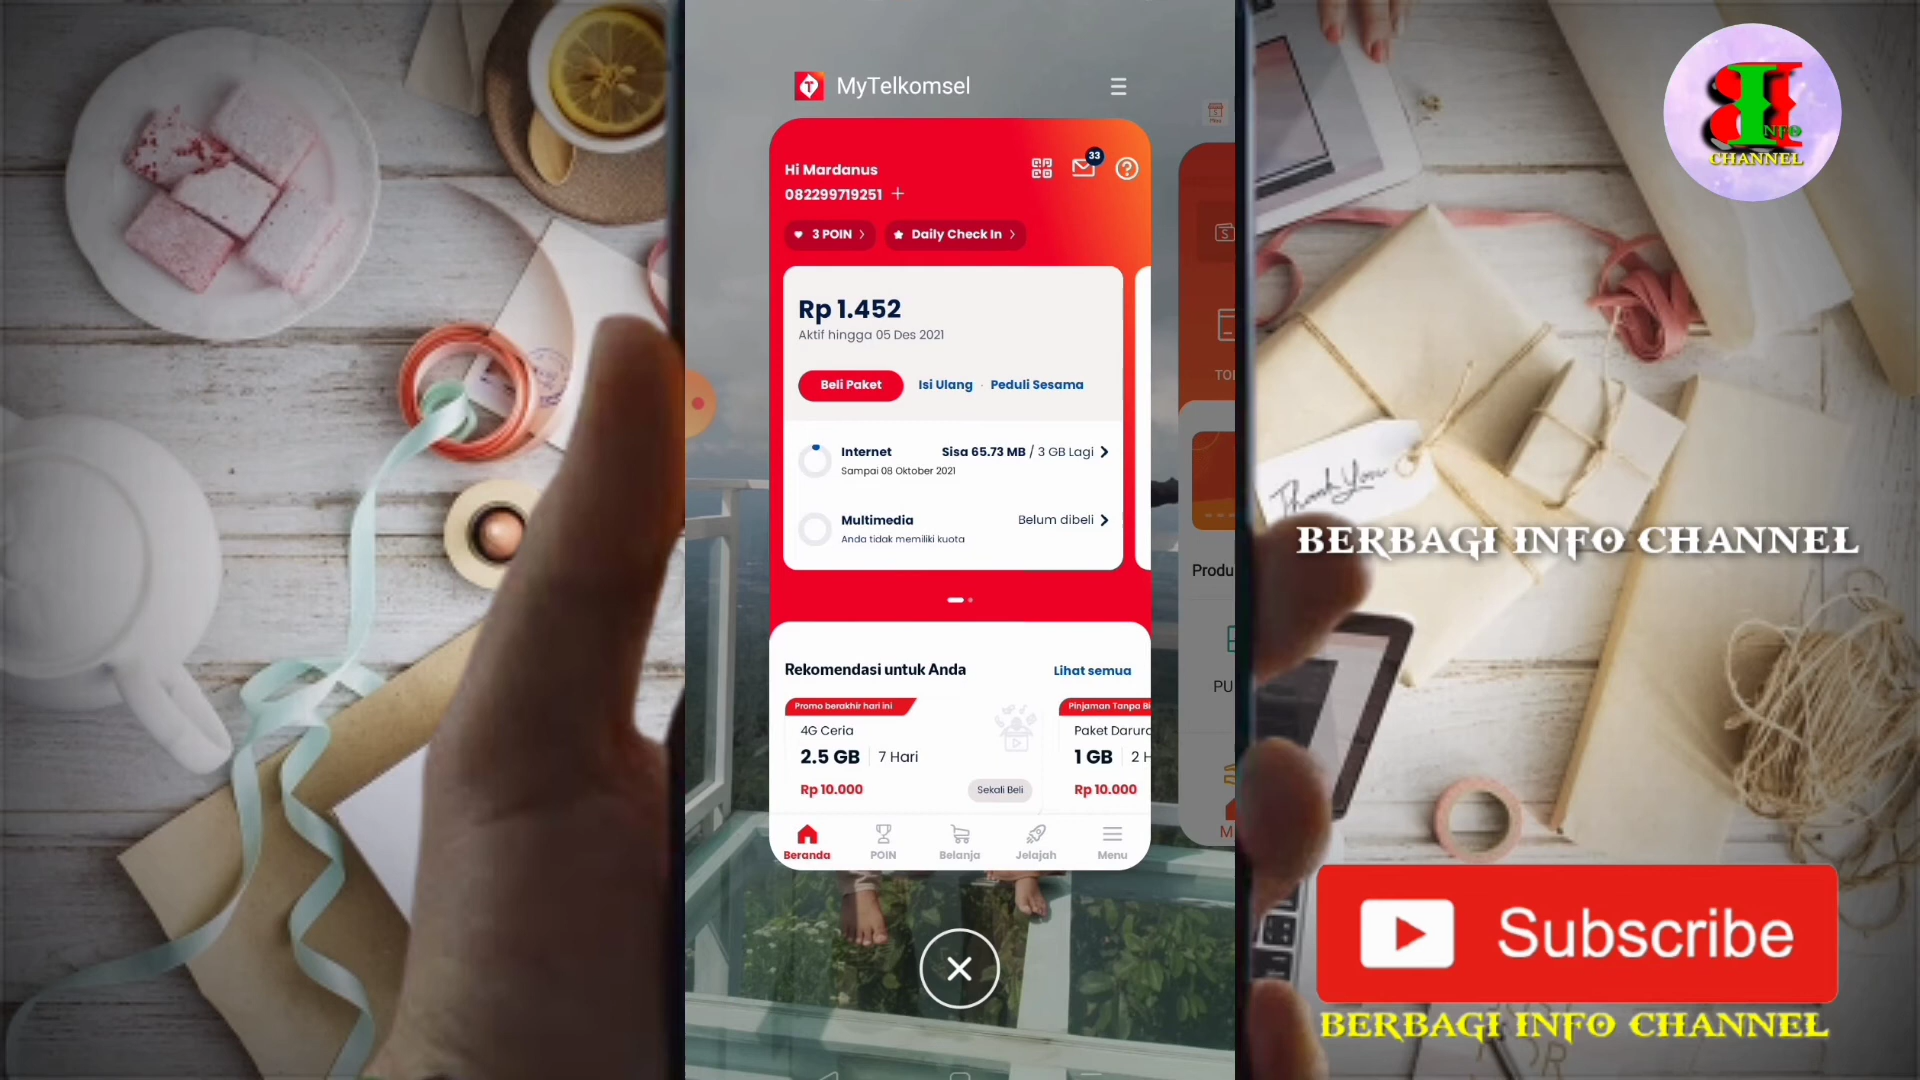 MyTelkomsel
Hi Mardanus
33
082299719251 +
3 POIN
Daily Check In
Rp 1.452
Aktif hingga 05 Des 2021
Beli Paket
Isi Ulang · Peduli Sesama
Internet
Sisa 65.73 MB / 3 GB Lagi
Sampai 08 Oktober 2021
Multimedia
Belum dibeli
Anda tidak memiliki kuota
Rekomendasi untuk Anda
Lihat semua
Promo berakhir hari ini
4G Ceria
2.5 GB
7 Hari
Rp 10.000
Sekali Beli
Pinjaman Tanpa
1 GB
Rp 10.000
Beranda
POIN
Belanja
Jelajah
Menu
INFO
CHANNEL
Thank You
BERBAGI INFO CHANNEL
Subscribe
BERBAGI INFO CHANNEL